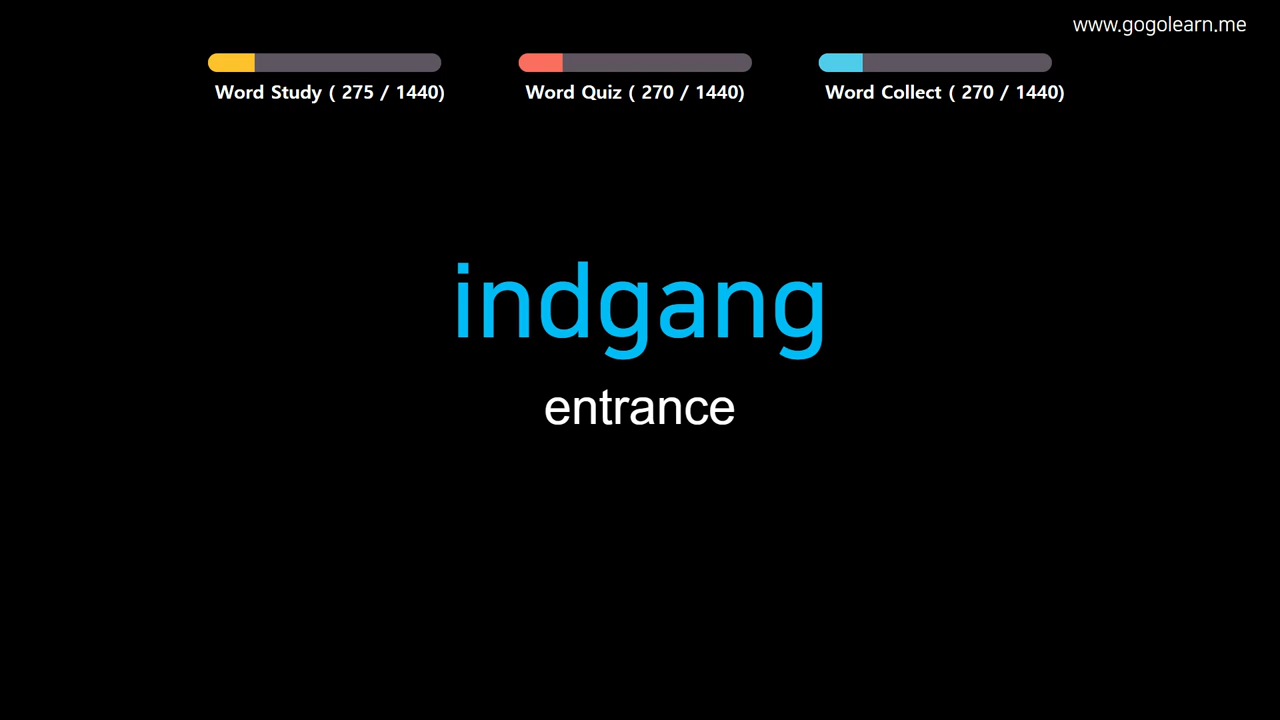 www.gogolearn.me
Word Study ( 275 / 1440)
Word Quiz ( 270 / 1440)
Word Collect ( 270 / 1440)
indgang
entrance